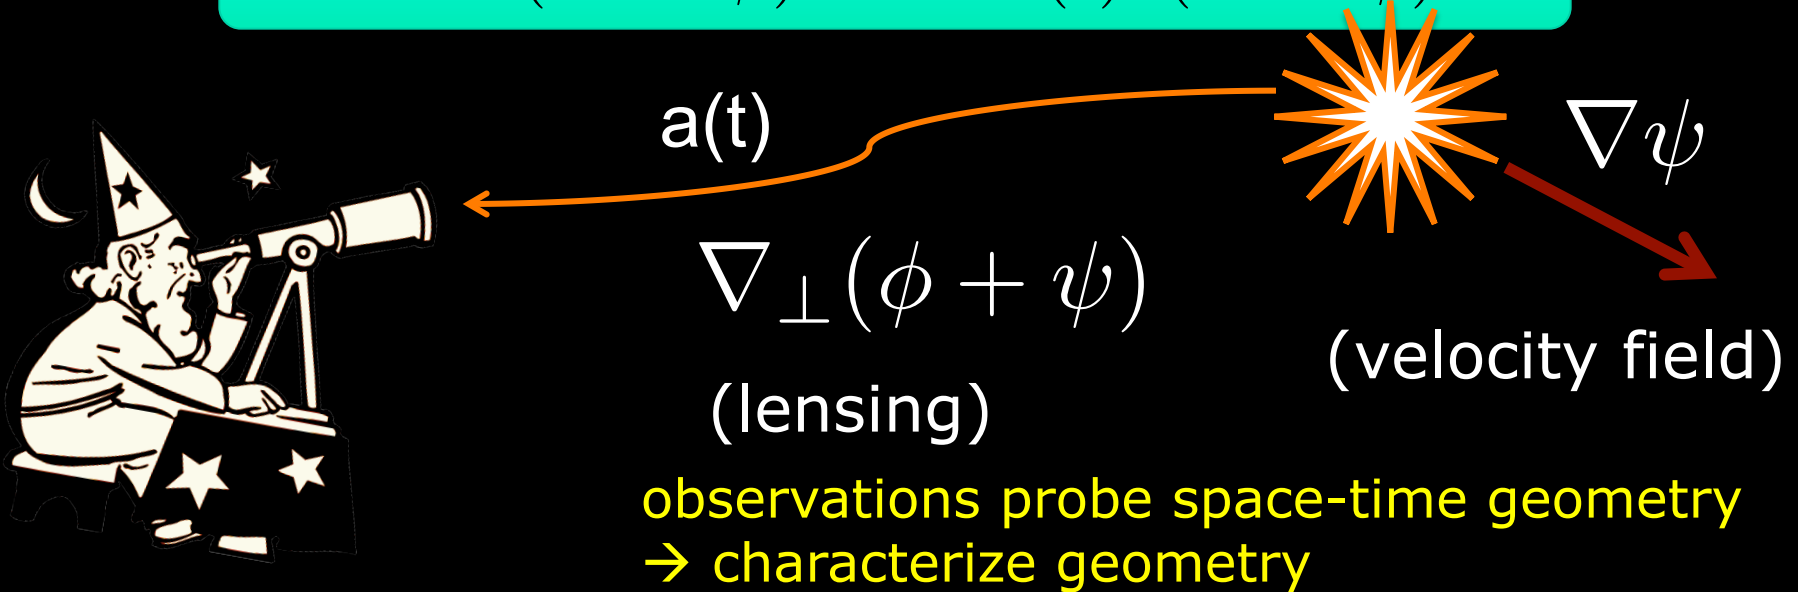 a(t)
∇ψ
∇⊥(ϕ + ψ)
(velocity field)
(lensing)
observations probe space-time geometry
→ characterize geometry